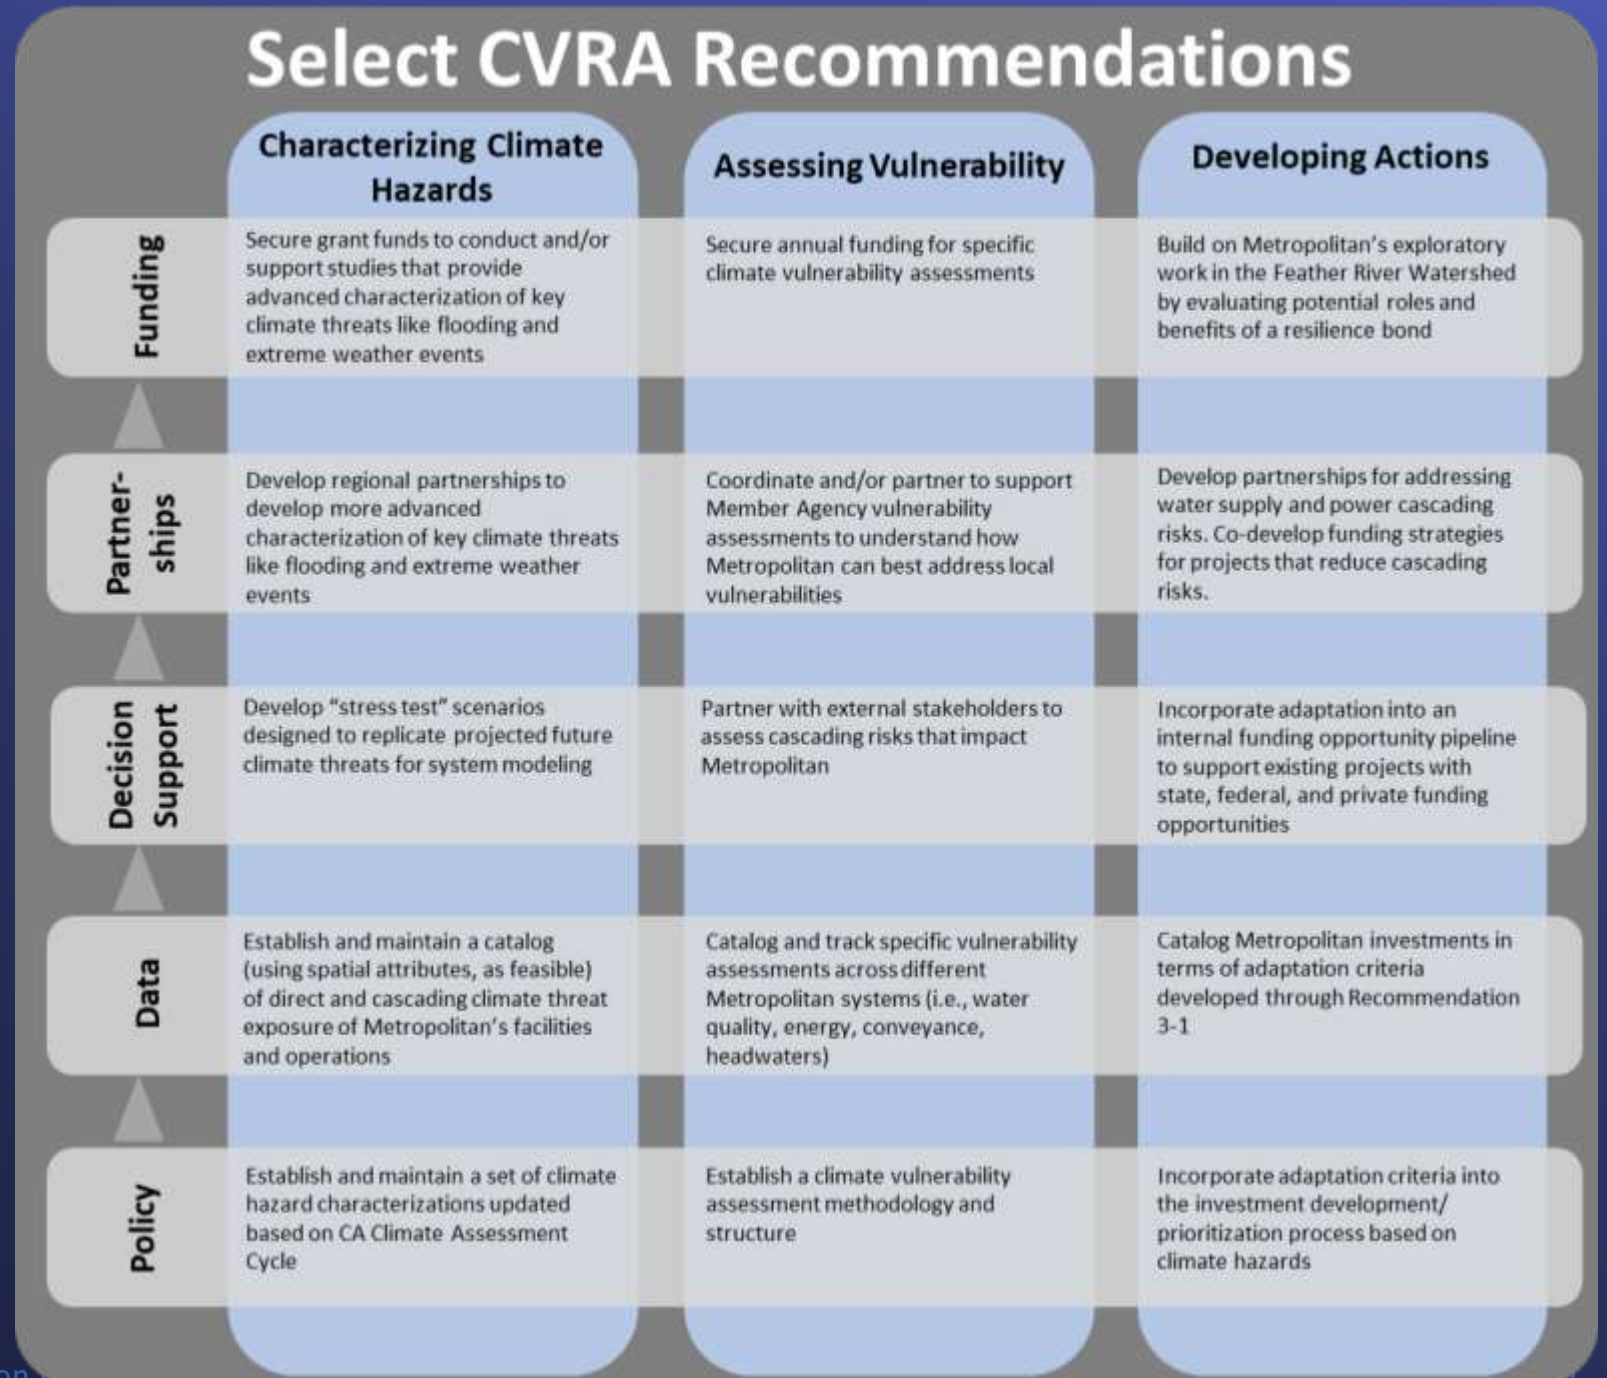 Select CVRA Recommendations
Characterizing Climate
Hazards
Assessing Vulnerability
Developing Actions
Funding
Secure grant funds to conduct and/or
support studies that provide
advanced characterization of key
climate threats like flooding and
extreme weather events
Secure annual funding for specific
climate vulnerability assessments
Build on Metropolitan's exploratory
work in the Feather River Watershed
by evaluating potential roles and
benefits of a resilience bond
Partner-
ships
Develop regional partnerships to
develop more advanced
characterization of key climate threats
like flooding and extreme weather
events
Coordinate and/or partner to support
Member Agency vulnerability
assessments to understand how
Metropolitan can best address local
vulnerabilities
Develop partnerships for addressing
water supply and power cascading
risks. Co-develop funding strategies
for projects that reduce cascading
risks.
Decision
Support
Develop “stress test” scenarios
designed to replicate projected future
climate threats for system modeling
Partner with external stakeholders to
assess cascading risks that impact
Metropolitan
Incorporate adaptation into an
internal funding opportunity pipeline
to support existing projects with
state, federal, and private funding
opportunities
Data
Establish and maintain a catalog
(using spatial attributes, as feasible)
of direct and cascading climate threat
exposure of Metropolitan's facilities
and operations
Catalog and track specific vulnerability
assessments across different
Metropolitan systems (i.e., water
quality, energy, conveyance,
headwaters)
Catalog Metropolitan investments in
terms of adaptation criteria
developed through Recommendation
3-1
Policy
Establish and maintain a set of climate
hazard characterizations updated
based on CA Climate Assessment
Cycle
Establish a climate vulnerability
assessment methodology and
structure
Incorporate adaptation criteria into
the investment development/
prioritization process based on
climate hazards